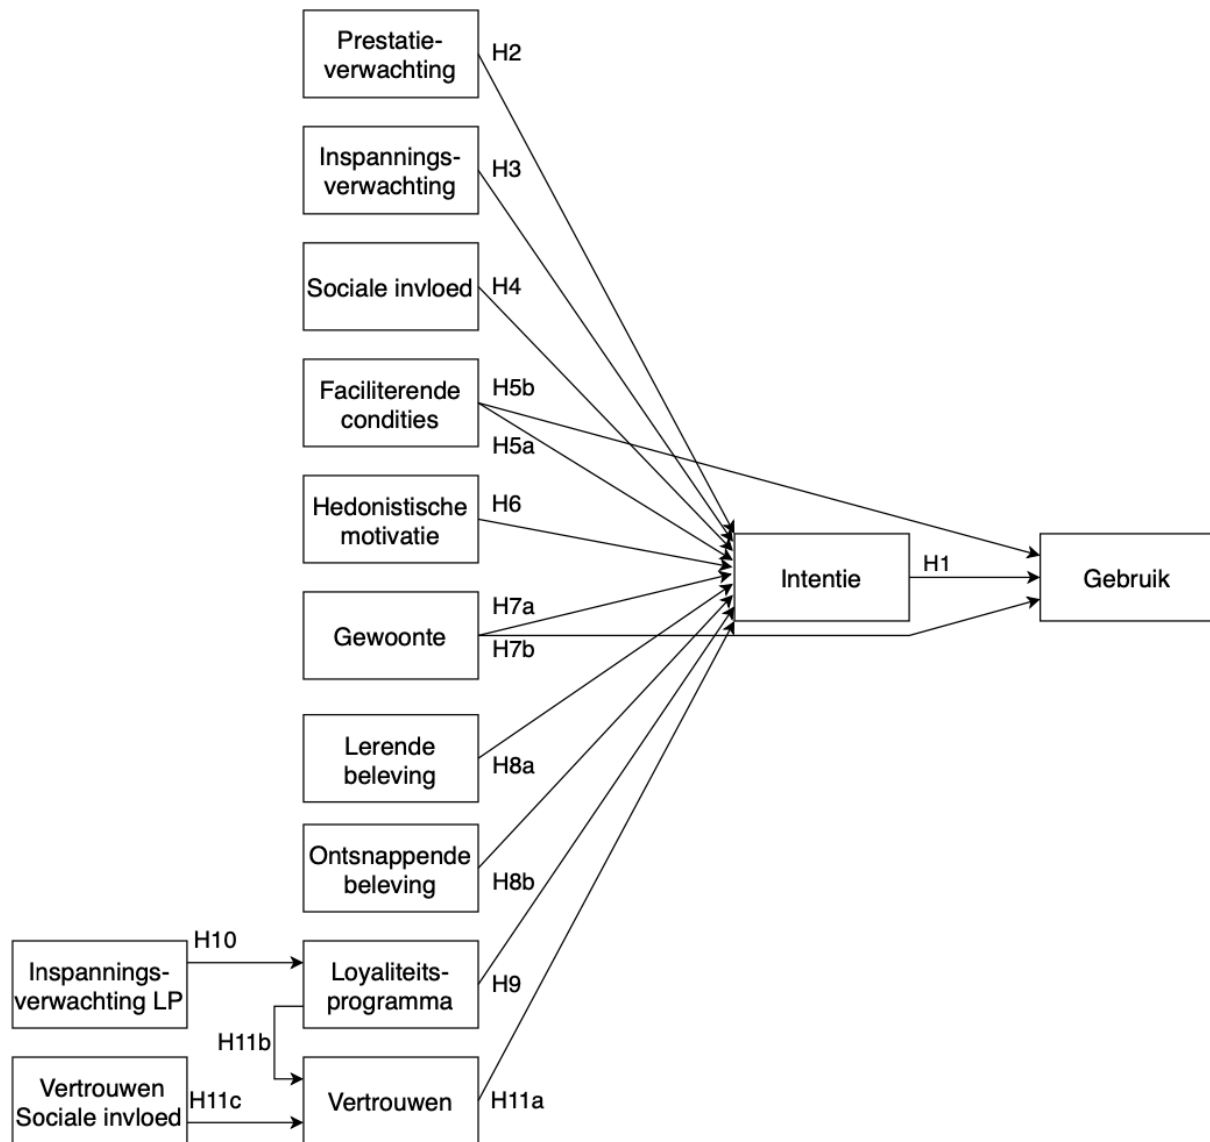 Prestatie-
verwachting
H2
Inspannings-
verwachting
H3
Sociale invloed
H4
Faciliterende
condities
H5b
H5a
Hedonistische
motivatie
H6
Intentie
H1
Gebruik
Gewoonte
H7a
H7b
Lerende
beleving
H8a
Ontsnappende
beleving
H8b
Inspannings-
verwachting LP
H10
Loyaliteits-
programma
H9
H11b
Vertrouwen
Sociale invloed
H11c
Vertrouwen
H11a